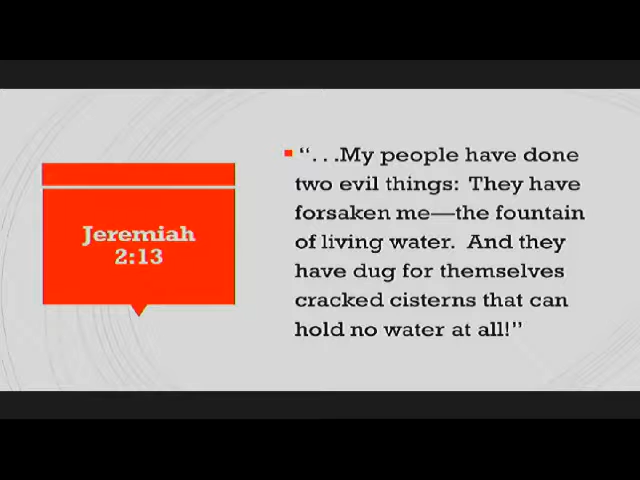 Jeremiah
2:13
“. . .My people have done
two evil things:  They have
forsaken me—the fountain
of living water.  And they
have dug for themselves
cracked cisterns that can
hold no water at all!”